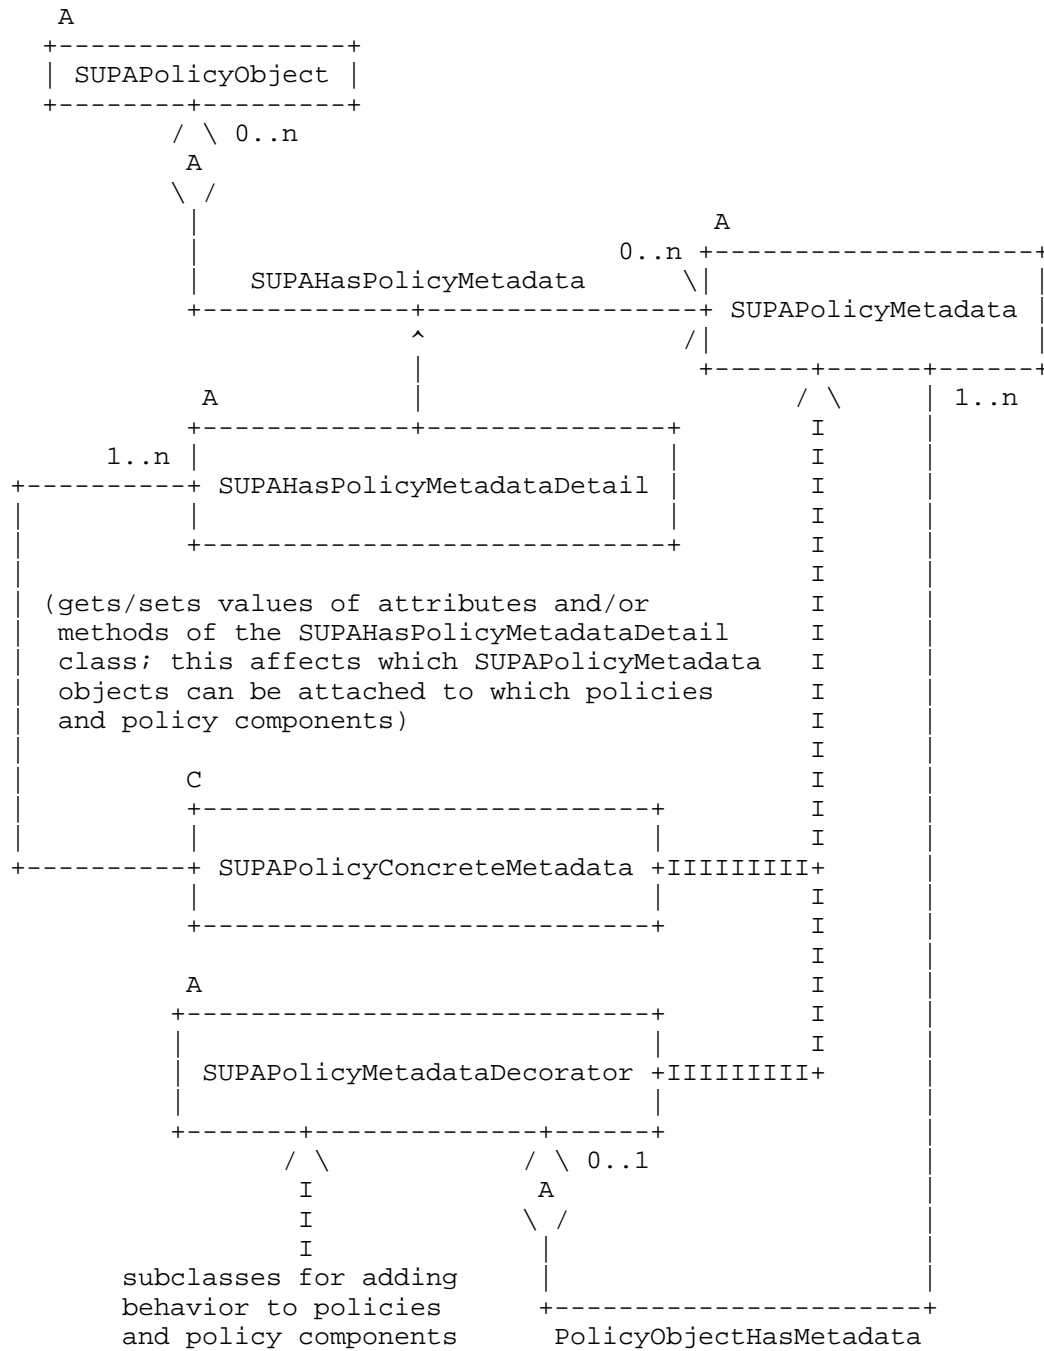 A
SUPAPolicyObject
0..n
A
A
0..n
SUPAHasPolicyMetadata
SUPAPolicyMetadata
A
1..n
1..n
SUPAHasPolicyMetadataDetail
(gets/sets values of attributes and/or
methods of the SUPAHasPolicyMetadataDetail
class; this affects which SUPAPolicyMetadata
objects can be attached to which policies
and policy components)
C
SUPAPolicyConcreteMetadata
A
SUPAPolicyMetadataDecorator
0..1
A
subclasses for adding
behavior to policies
and policy components
PolicyObjectHasMetadata